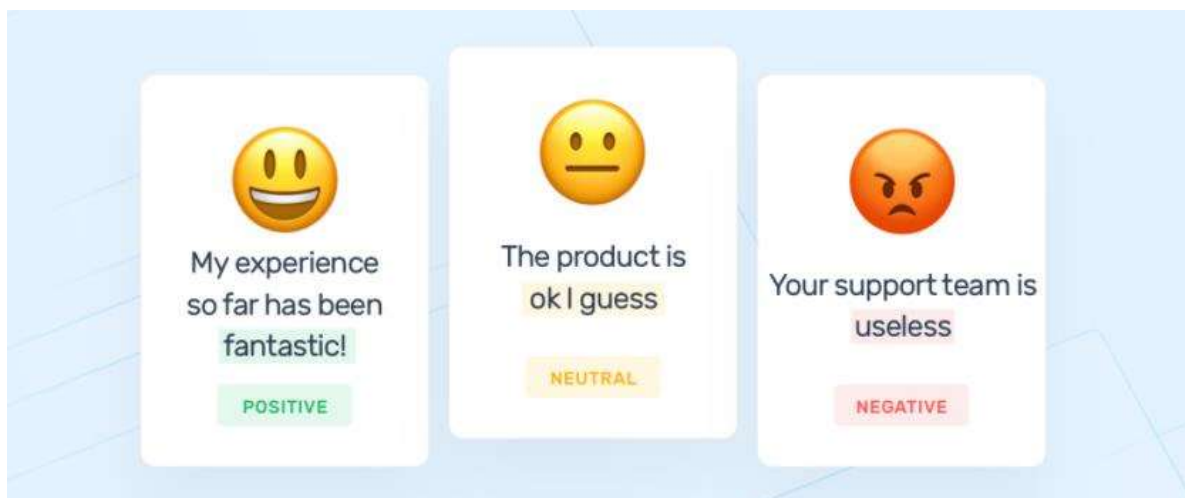 My experience
so far has been
fantastic!
POSITIVE
The product is
ok I guess
NEUTRAL
Your support team is
useless
NEGATIVE